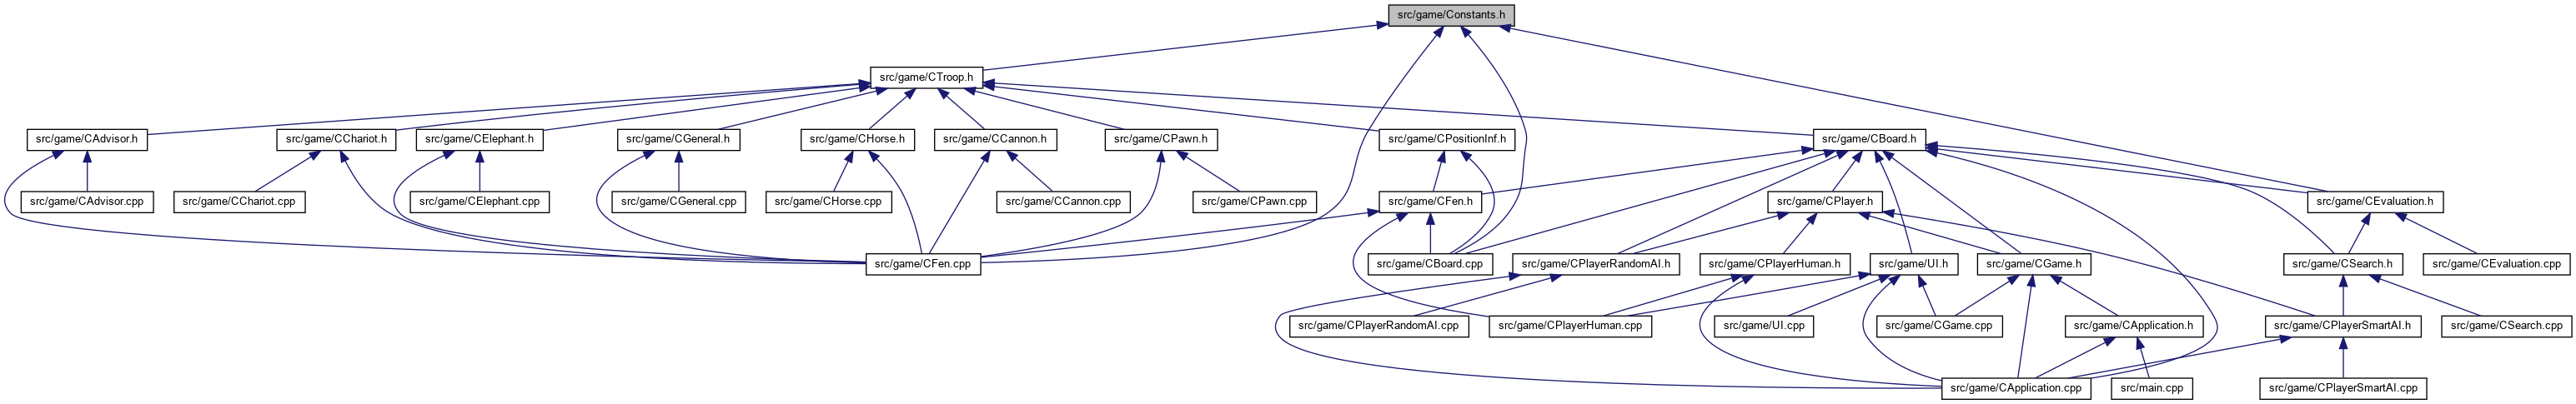 src/game/Constants.h
src/game/CTroop.h
src/game/CAdvisor.h
src/game/CChariot.h
src/game/CElephant.h
src/game/CGeneral.h
src/game/CHorse.h
src/game/CCannon.h
src/game/CPawn.h
src/game/CPositionInf.h
src/game/CBoard.h
src/game/CAdvisor.cpp
src/game/CChariot.cpp
src/game/CElephant.cpp
src/game/CGeneral.cpp
src/game/CHorse.cpp
src/game/CCannon.cpp
src/game/CPawn.cpp
src/game/CFen.h
src/game/CPlayer.h
src/game/CEvaluation.h
src/game/CFen.cpp
src/game/CBoard.cpp
src/game/CPlayerRandomAI.h
src/game/CPlayerHuman.h
src/game/UI.h
src/game/CGame.h
src/game/CSearch.h
src/game/CEvaluation.cpp
src/game/CPlayerRandomAI.cpp
src/game/CPlayerHuman.cpp
src/game/UI.cpp
src/game/CGame.cpp
src/game/CApplication.h
src/game/CPlayerSmartAI.h
src/game/CSearch.cpp
src/game/CApplication.cpp
src/main.cpp
src/game/CPlayerSmartAI.cpp